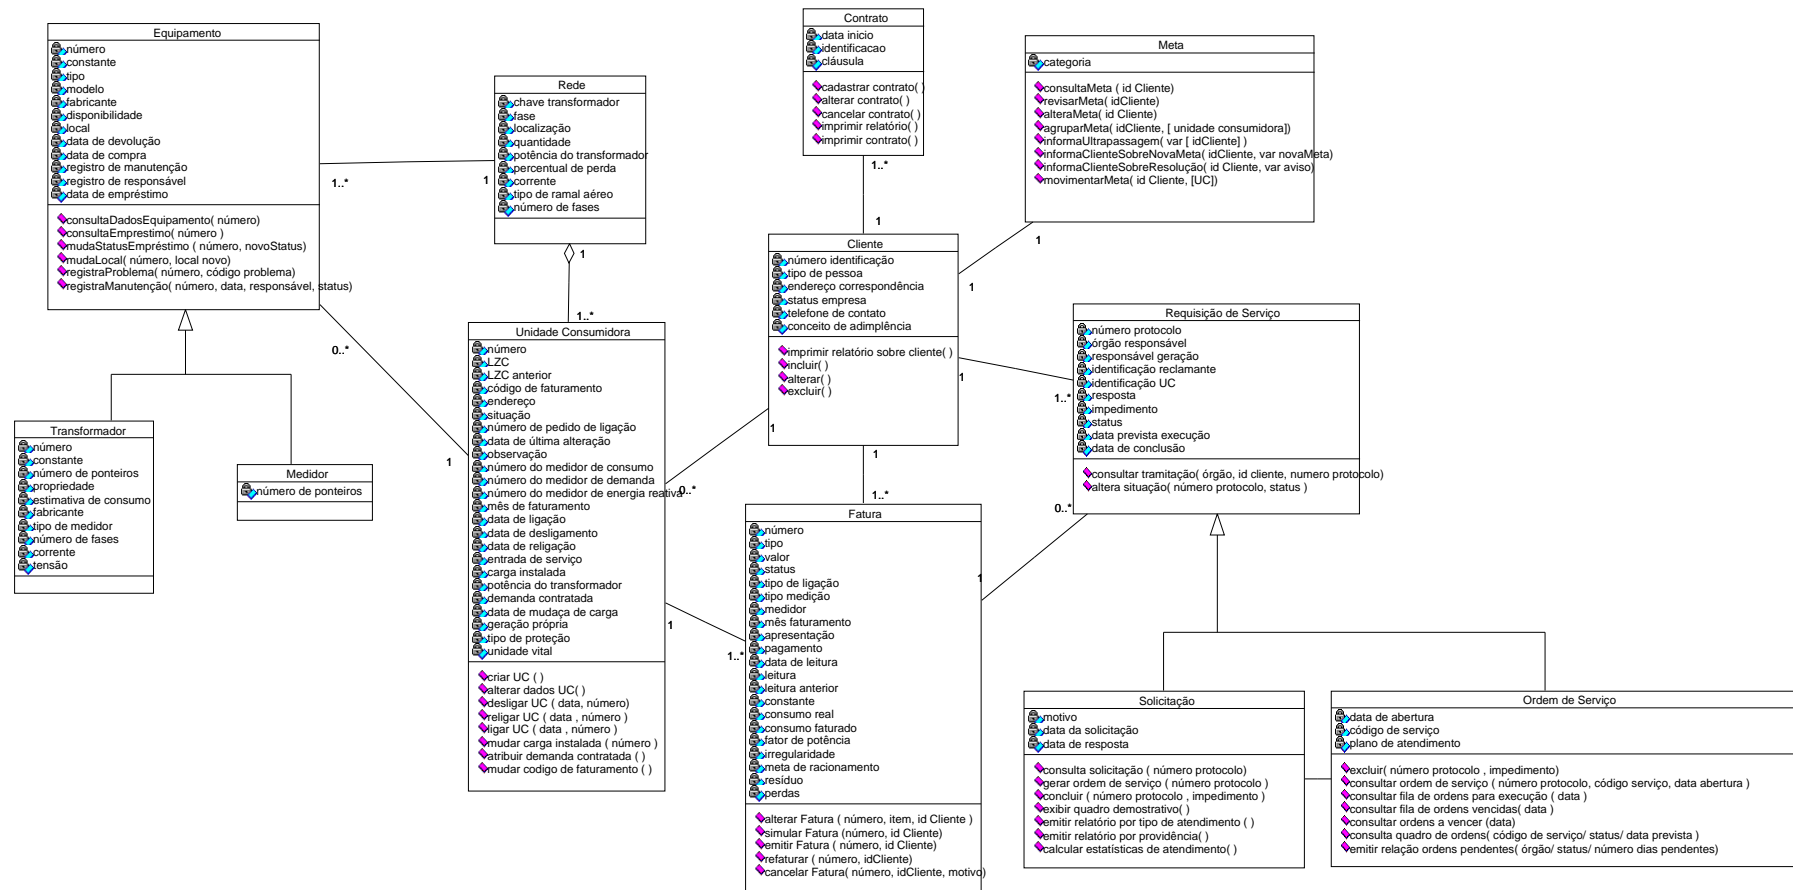 Equipamento
número
constante
tipo
modelo
fabricante
disponibilidade
local
data de devolução
data de compra
registro de manutenção
registro de responsável
data de empréstimo
consultaDadosEquipamento( número)
consultaEmprestimo( número )
mudaStatusEmpréstimo ( número, novoStatus)
mudaLocal( número, local novo)
registraProblema( número, código problema)
registraManutenção( número, data, responsável, status)
1..*
1
0..*
1
Rede
chave transformador
fase
localização
quantidade
potência do transformador
percentual de perda
corrente
tipo de ramal aéreo
número de fases
1
1..*
Transformador
número
constante
número de ponteiros
propriedade
estimativa de consumo
fabricante
tipo de medidor
número de fases
corrente
tensão
Medidor
número de ponteiros
Unidade Consumidora
número
LZC
LZC anterior
código de faturamento
endereço
situação
número de pedido de ligação
data de última alteração
observação
número do medidor de consumo
número do medidor de demanda
número do medidor de energia reativa
mês de faturamento
data de ligação
data de desligamento
data de religação
entrada de serviço
carga instalada
potência do transformador
demanda contratada
data de mudaça de carga
geração própria
tipo de proteção
unidade vital
criar UC ( )
alterar dados UC( )
desligar UC ( data, número)
religar UC ( data , número )
ligar UC ( data , número )
mudar carga instalada ( número )
atribuir demanda contratada ( )
mudar codigo de faturamento ( )
0..*
1
1
1..*
Contrato
data inicio
identificacao
cláusula
cadastrar contrato( )
alterar contrato( )
cancelar contrato( )
imprimir relatório( )
imprimir contrato( )
1..*
1
Cliente
número identificação
tipo de pessoa
endereço correspondência
status empresa
telefone de contato
conceito de adimplência
imprimir relatório sobre cliente( )
incluir( )
alterar( )
excluir( )
1
1
1
1..*
1
1..*
Meta
categoria
consultaMeta ( id Cliente)
revisarMeta( idCliente)
alteraMeta( id Cliente)
agruparMeta( idCliente, [ unidade consumidora])
informaUltrapassagem( var [ idCliente] )
informaClienteSobreNovaMeta( idCliente, var novaMeta)
informaClienteSobreResolução( id Cliente, var aviso)
movimentarMeta( id Cliente, [UC])
Fatura
número
tipo
valor
status
tipo de ligação
tipo medição
medidor
mês faturamento
apresentação
pagamento
data de leitura
leitura
leitura anterior
constante
consumo real
consumo faturado
fator de potência
irregularidade
meta de racionamento
resíduo
perdas
alterar Fatura ( número, item, id Cliente )
simular Fatura (número, id Cliente)
emitir Fatura ( número, id Cliente)
refaturar ( número, idCliente)
cancelar Fatura( número, idCliente, motivo)
1
0..*
Requisição de Serviço
número protocolo
órgão responsável
responsável geração
identificação reclamante
identificação UC
resposta
impedimento
status
data prevista execução
data de conclusão
consultar tramitação( órgão, id cliente, numero protocolo)
altera situação( número protocolo, status )
Solicitação
motivo
data da solicitação
data de resposta
consulta solicitação ( número protocolo)
gerar ordem de serviço ( número protocolo )
concluir ( número protocolo , impedimento )
exibir quadro demostrativo( )
emitir relatório por tipo de atendimento ( )
emitir relatório por providência( )
calcular estatísticas de atendimento( )
Ordem de Serviço
data de abertura
código de serviço
plano de atendimento
excluir( número protocolo , impedimento)
consultar ordem de serviço ( número protocolo, código serviço, data abertura )
consultar fila de ordens para execução ( data )
consultar fila de ordens vencidas( data )
consultar ordens a vencer (data)
consulta quadro de ordens( código de serviço/ status/ data prevista )
emitir relação ordens pendentes( órgão/ status/ número dias pendentes)